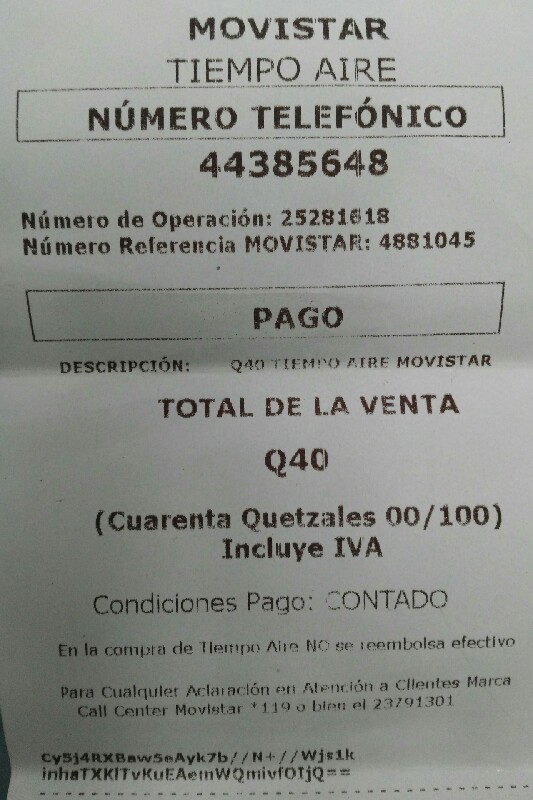 MOVISTAR
TIEMPO AIRE
NÚMERO TELEFÓNICO
44385648
Número de Operación: 25281618
Número Referencia MOVISTAR: 4881045
PAGO
DESCRIPCIÓN: Q40 TIEMPO AIRE MOVISTAR
TOTAL DE LA VENTA
Q40
(Cuarenta Quetzales 00/100)
Incluye IVA
Condiciones Pago: CONTADO
En la compra de Tiempo Aire NO se reembolsa efectivo
Para Cualquier Aclaración en Atención a Clientes Marca
Call Center Movistar *119 o bien el 23791301
Cy5j4RXBaw5eAyk7b//N+//Wjs1k
inhaTXKlTvKuEAemWQmivfOIjQ==